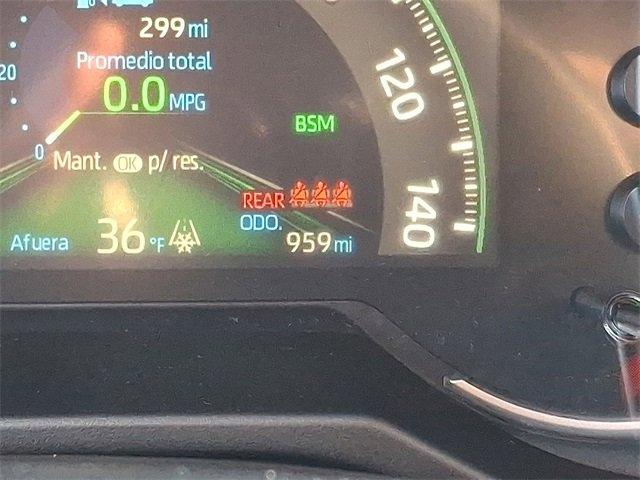 299 mi
Promedio total
0.0 MPG
20
0
120
BSM
Mant. OK p/ res.
REAR
140
ODO.
Afuera 36 °F
959 mi